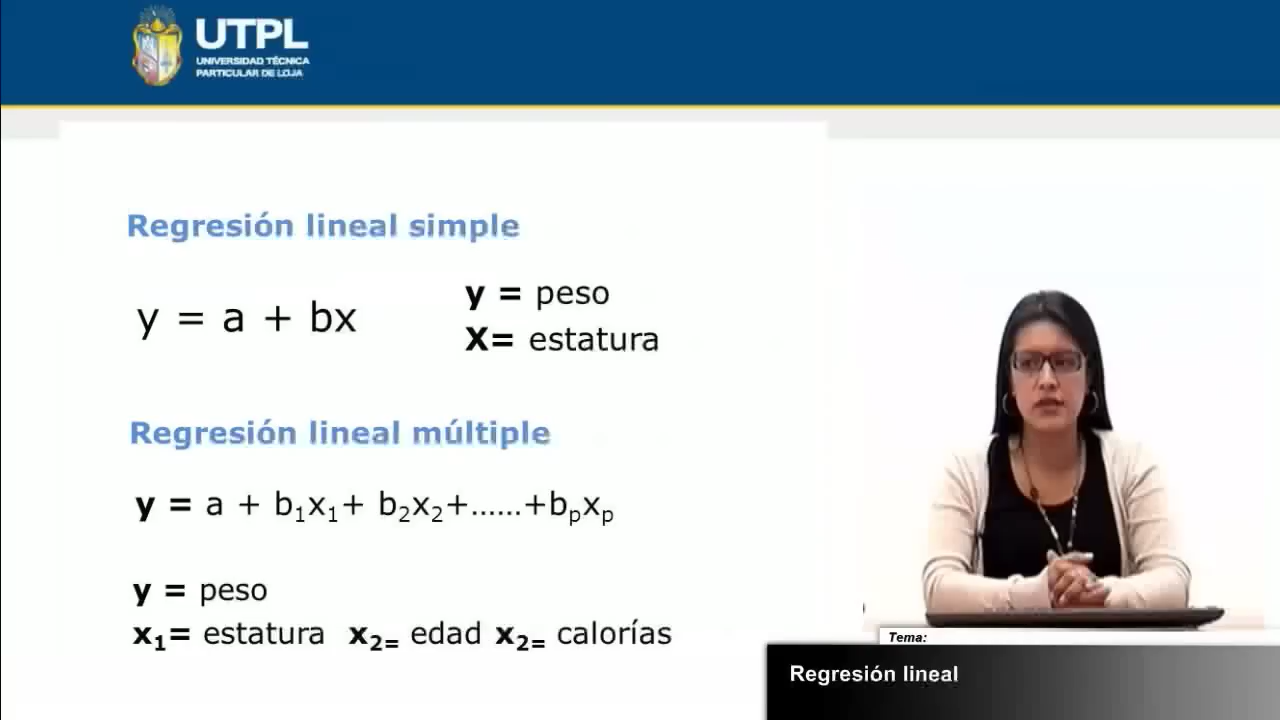 UTPL
UNIVERSIDAD TÉCNICA
PARTICULAR DE LOJA
Regresión lineal simple
y = a + bx
y = peso
X= estatura
Regresión lineal múltiple
y = a + b₁x₁+ b₂x₂+......+bₚxₚ
y = peso
x₁= estatura x₂= edad x₂= calorías
Tema:
Regresión lineal